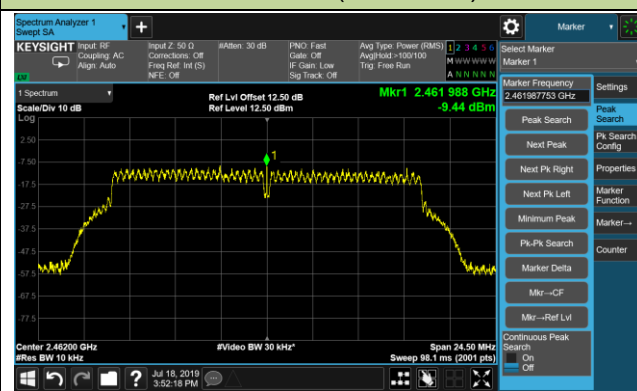 Spectrum Analyzer 1
Swept SA
Marker
KEYSIGHT
Input: RF
Coupling: AC
Align: Auto
Input Z: 50 Ω
Corrections: Off
Freq Ref: Int (S)
NFE: Off
#Atten: 30 dB
PNO: Fast
Gate: Off
IF Gain: Low
Sig Track: Off
Avg Type: Power (RMS)
Avg|Hold:>100/100
Trig: Free Run
1 2 3 4 5 6
M W W W W W
A N N N N N
Select Marker
Marker 1
LXI
1 Spectrum
Scale/Div 10 dB
Ref Lvl Offset 12.50 dB
Ref Level 12.50 dBm
Mkr1 2.461 988 GHz
-9.44 dBm
Log
2.50
-7.50
-17.5
-27.5
-37.5
-47.5
-57.5
-67.5
-77.5
1
Center 2.46200 GHz
#Res BW 10 kHz
#Video BW 30 kHz*
Span 24.50 MHz
Sweep 98.1 ms (2001 pts)
Marker Frequency
2.461987753 GHz
Peak Search
Next Peak
Next Pk Right
Next Pk Left
Minimum Peak
Pk-Pk Search
Marker Delta
Mkr→CF
Mkr→Ref Lvl
Continuous Peak
Search
On
Off
Settings
Peak
Search
Pk Search
Config
Properties
Marker
Function
Marker→
Counter
Jul 18, 2019
3:52:18 PM